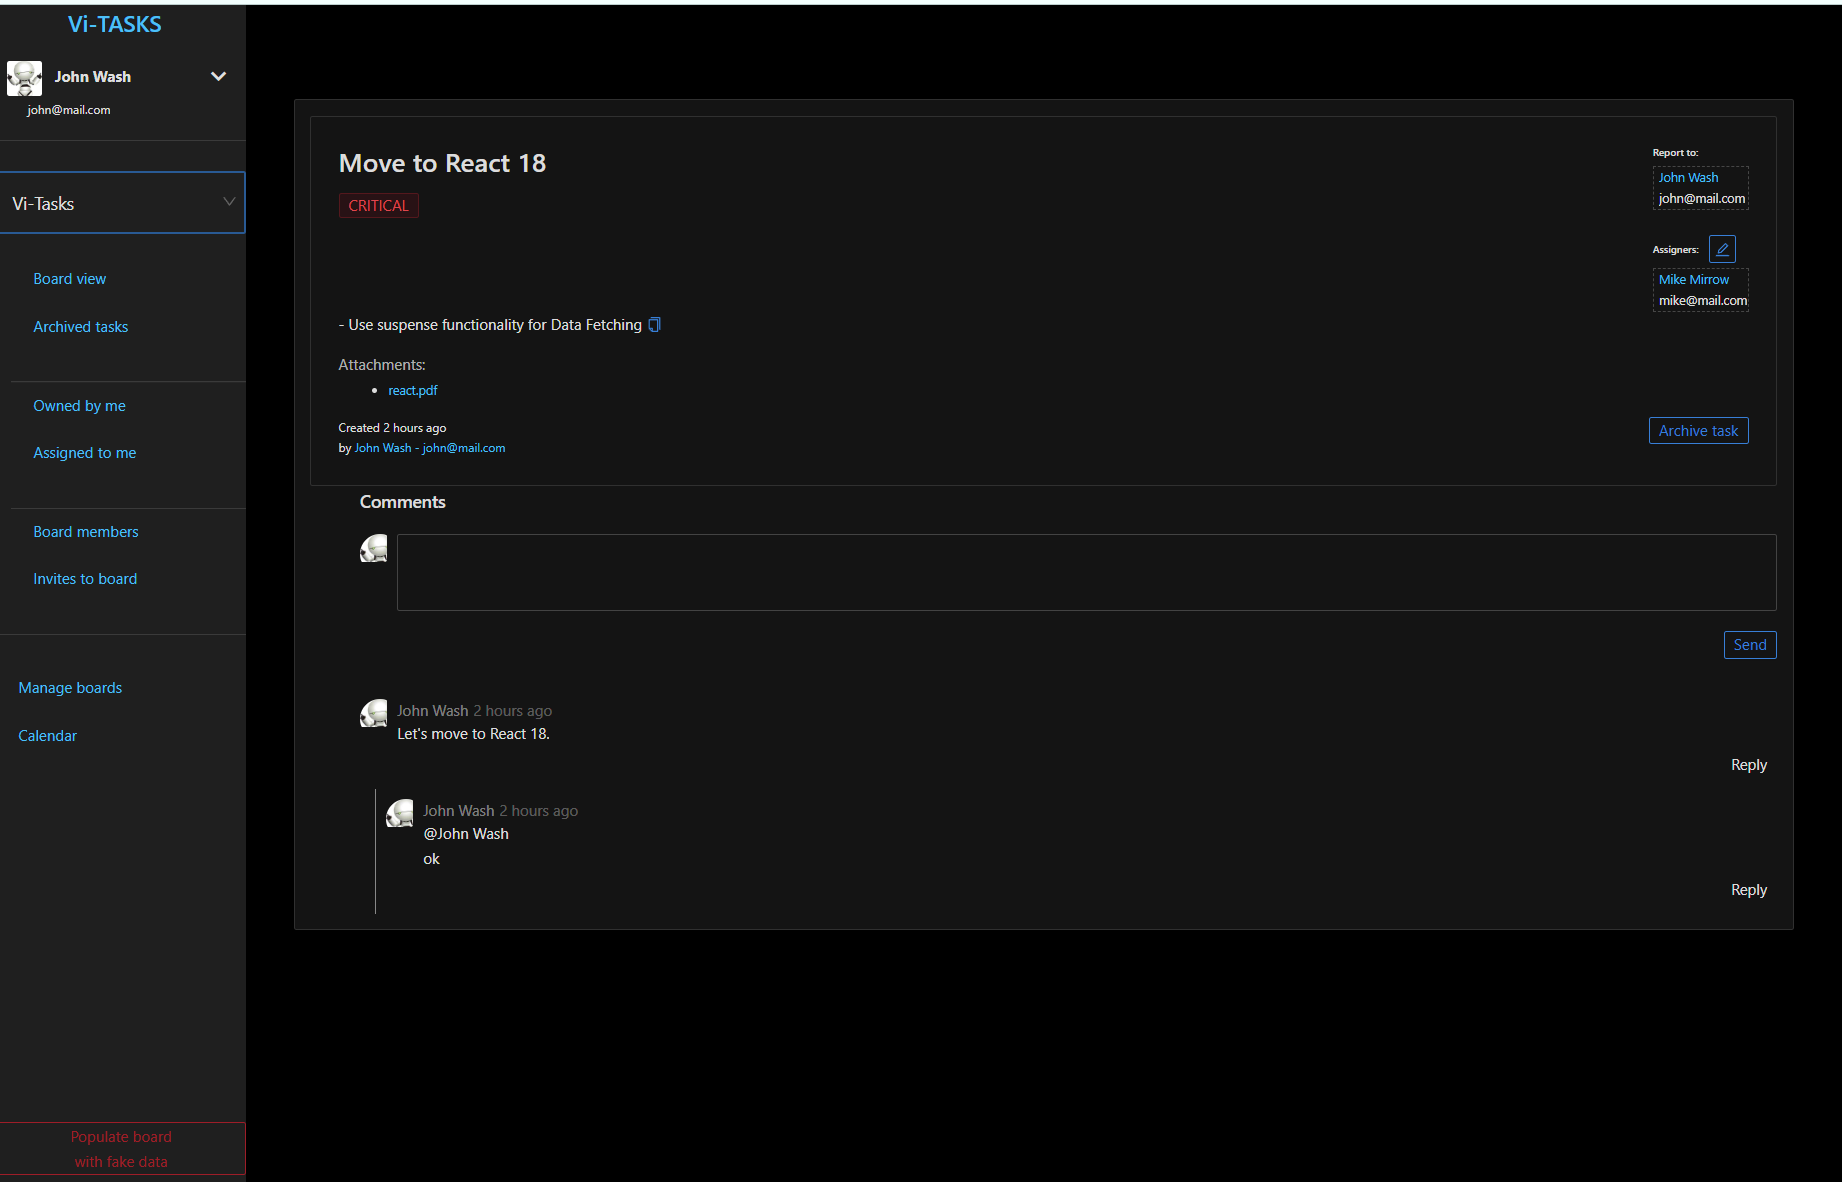 Vi-TASKS
John Wash
john@mail.com
Vi-Tasks
Board view
Archived tasks
Owned by me
Assigned to me
Board members
Invites to board
Manage boards
Calendar
Populate board
with fake data
Move to React 18
CRITICAL
Report to:
John Wash
john@mail.com
Assigners:
Mike Mirrow
mike@mail.com
- Use suspense functionality for Data Fetching
Attachments:
• react.pdf
Created 2 hours ago
by John Wash - john@mail.com
Archive task
Comments
Send
John Wash 2 hours ago
Let's move to React 18.
Reply
John Wash 2 hours ago
@John Wash
ok
Reply